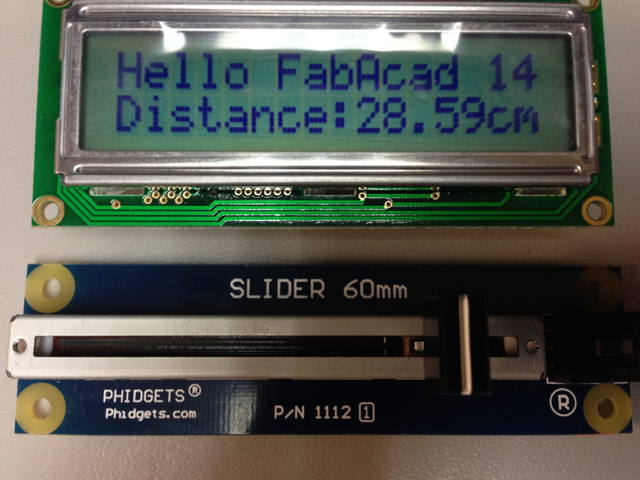 Hello FabAcad 14
Distance:28.59cm
SLIDER 60mm
PHIDGETS®
Phidgets.com
P/N 1112 1
®